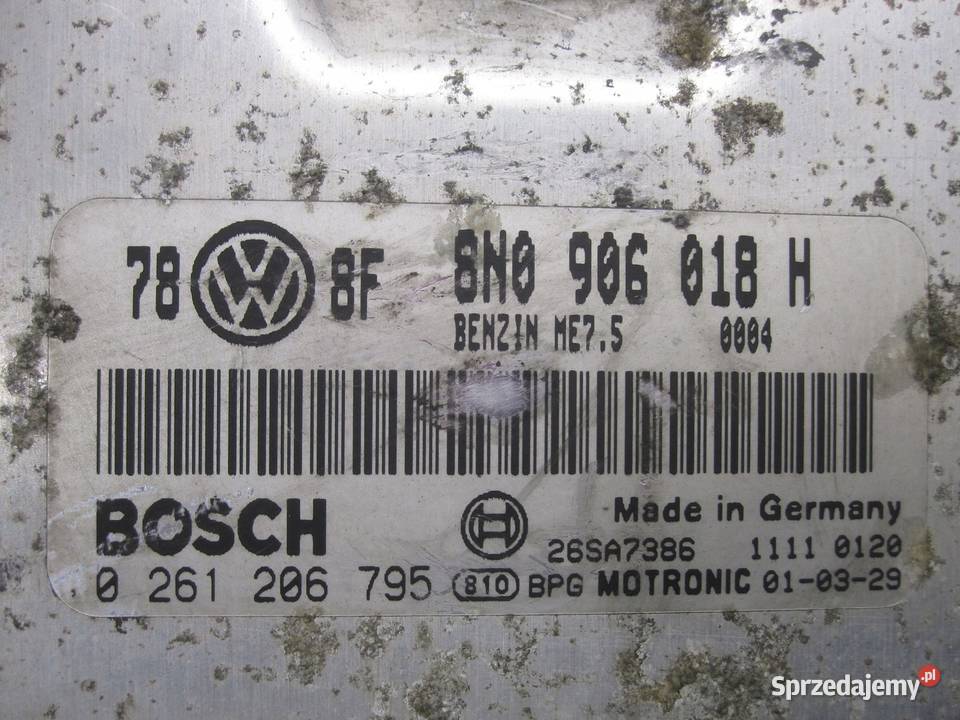 78 VW 8F 8N0 906 018 H
BENZIN ME7.5 0004
BOSCH Made in Germany
26SA7386 1111 0120
0 261 206 795 810 BPG MOTRONIC 01-03-29
Sprzedajemy.pl